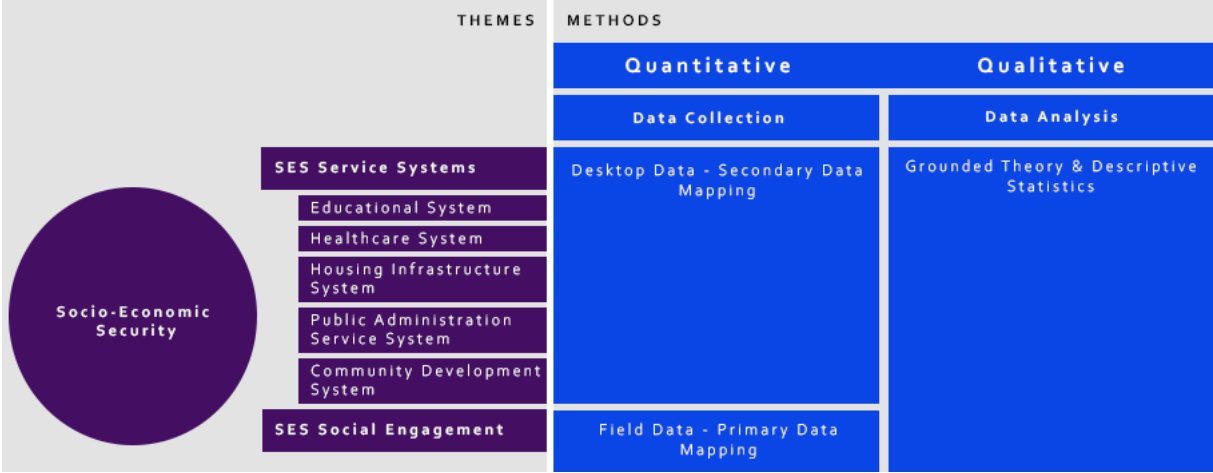 THEMES
METHODS
Quantitative
Qualitative
Data Collection
Data Analysis
Socio-Economic
Security
SES Service Systems
Educational System
Healthcare System
Housing Infrastructure
System
Public Administration
Service System
Community Development
System
SES Social Engagement
Desktop Data - Secondary Data
Mapping
Field Data - Primary Data
Mapping
Grounded Theory & Descriptive
Statistics